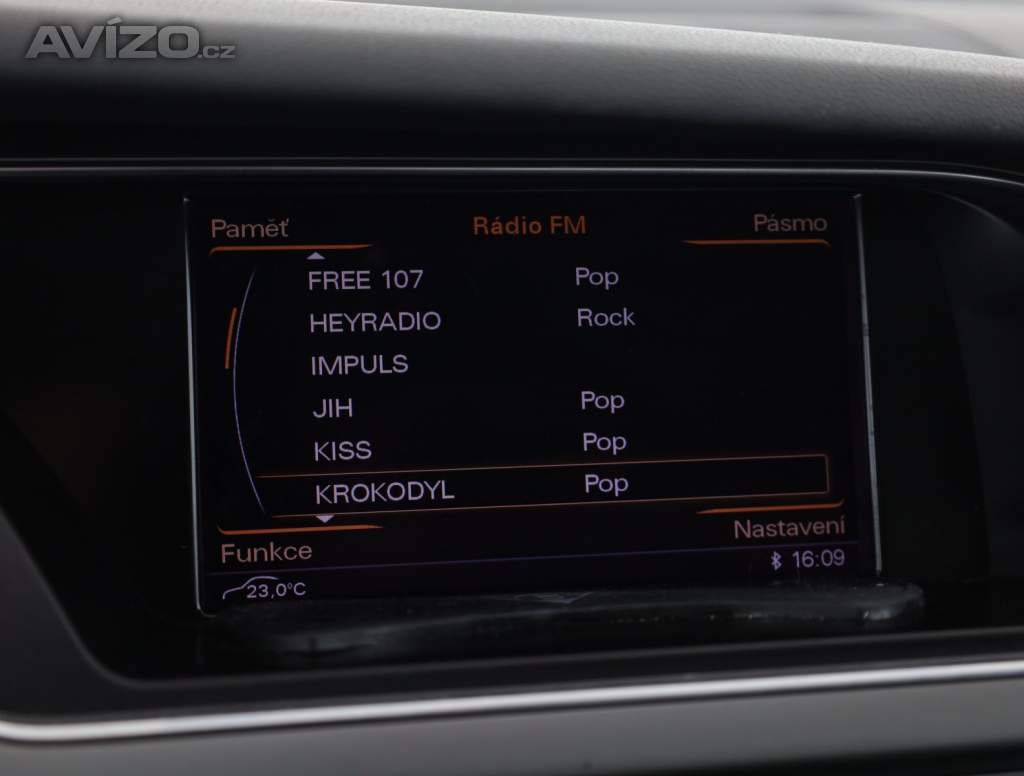 AVÍZO.cz
Paměť Rádio FM Pásmo
FREE 107 Pop
HEYRADIO Rock
IMPULS
JIH Pop
KISS Pop
KROKODYL Pop
Funkce Nastavení
23,0°C 16:09